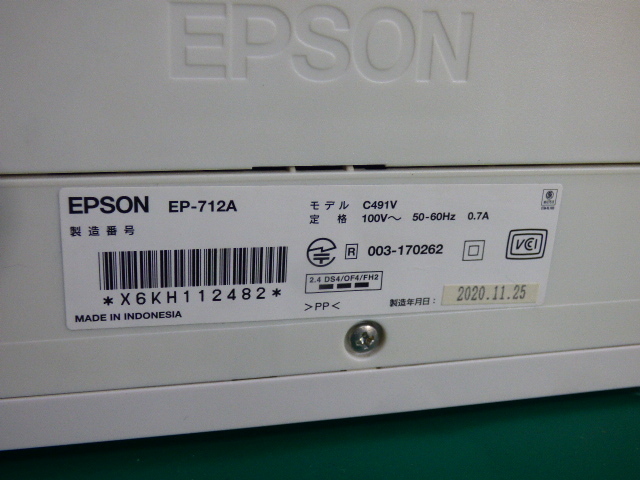 EPSON
EPSON EP-712A
モデル C491V
定格 100V〜 50-60Hz 0.7A
製造番号
R 003-170262
VCI
2.4 DS4/OF4/FH2
*X6KH112482*
>PP<
製造年月日: 2020.11.25
MADE IN INDONESIA